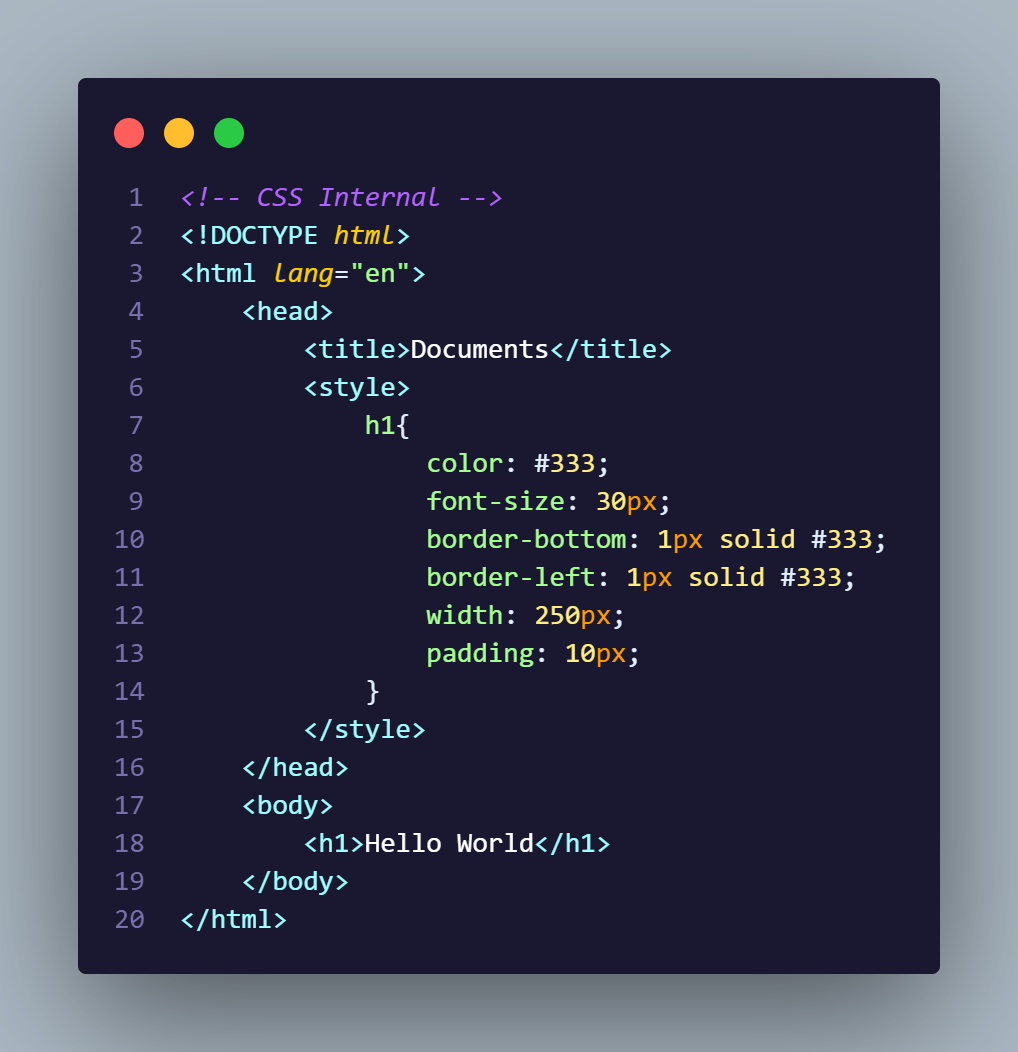 1 <!-- CSS Internal -->
2 <!DOCTYPE html>
3 <html lang="en">
4     <head>
5         <title>Documents</title>
6         <style>
7             h1{
8                 color: #333;
9                 font-size: 30px;
10                 border-bottom: 1px solid #333;
11                 border-left: 1px solid #333;
12                 width: 250px;
13                 padding: 10px;
14             }
15         </style>
16     </head>
17     <body>
18         <h1>Hello World</h1>
19     </body>
20 </html>